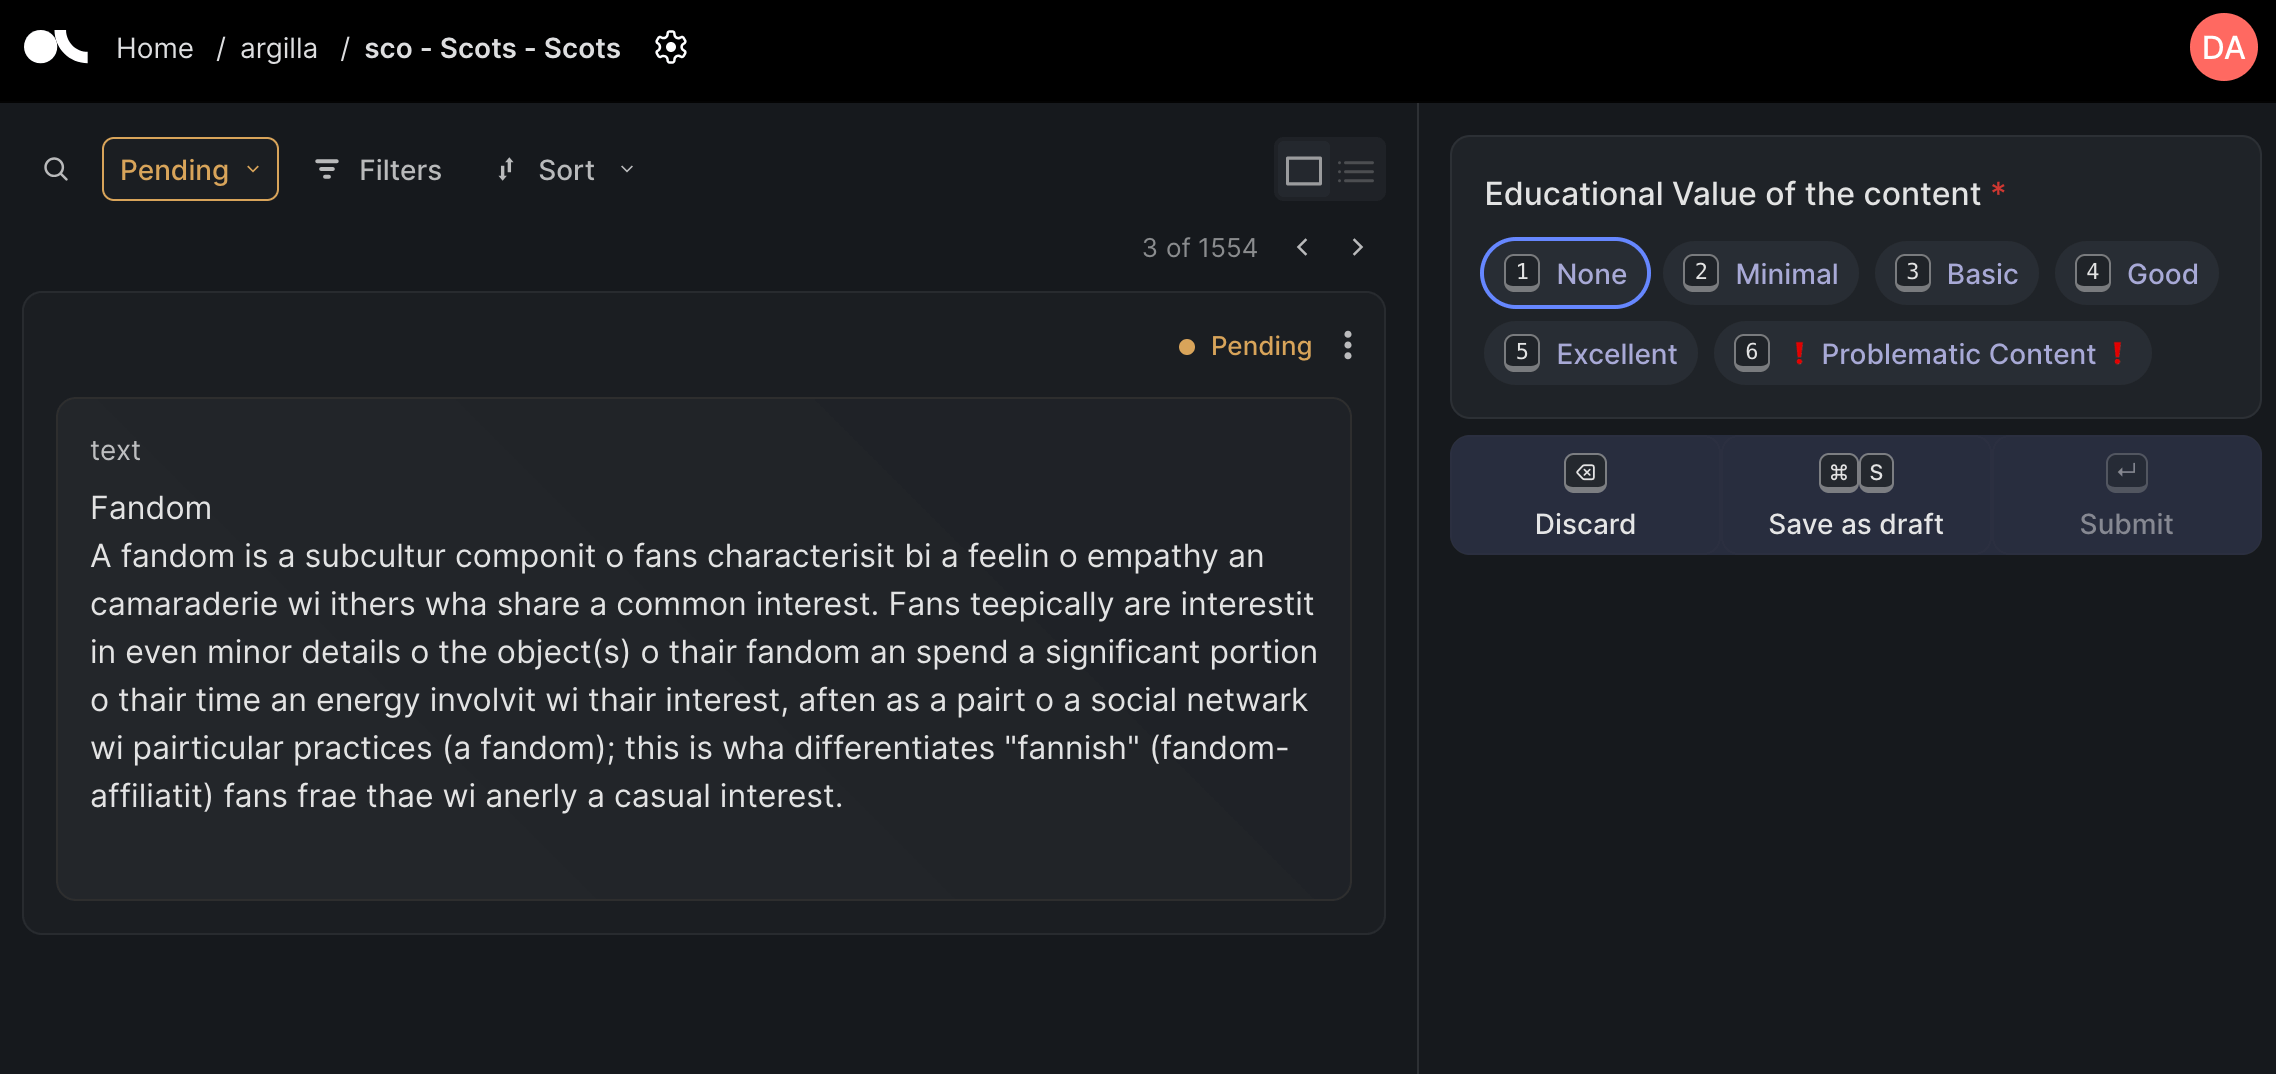 Home / argilla / sco - Scots - Scots
DA
Pending Filters Sort
3 of 1554
Pending
text
Fandom
A fandom is a subcultur componit o fans characterisit bi a feelin o empathy an
camaraderie wi ithers wha share a common interest. Fans teepically are interestit
in even minor details o the object(s) o thair fandom an spend a significant portion
o thair time an energy involvit wi thair interest, aften as a pairt o a social netwark
wi pairticular practices (a fandom); this is wha differentiates "fannish" (fandom-
affiliatit) fans frae thae wi anerly a casual interest.
Educational Value of the content *
1 None 2 Minimal 3 Basic 4 Good
5 Excellent 6 ❗ Problematic Content ❗
⌘ S
Discard Save as draft Submit